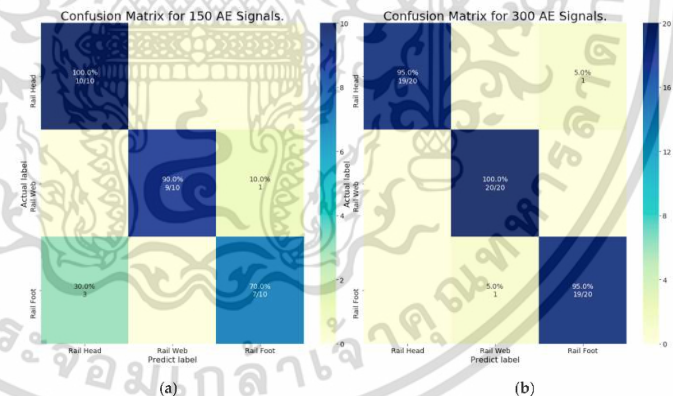 Confusion Matrix for 150 AE Signals.
Actual label
Rail Head
Rail Web
Rail Foot
100.0%
10/10
90.0%
9/10
10.0%
1
30.0%
3
70.0%
7/10
Rail Head
Rail Web
Rail Foot
Predict label
10
8
6
4
2
0
(a)
Confusion Matrix for 300 AE Signals.
Actual label
Rail Head
Rail Web
Rail Foot
95.0%
19/20
5.0%
1
100.0%
20/20
5.0%
1
95.0%
19/20
Rail Head
Rail Web
Rail Foot
Predict label
20
16
12
8
4
0
(b)